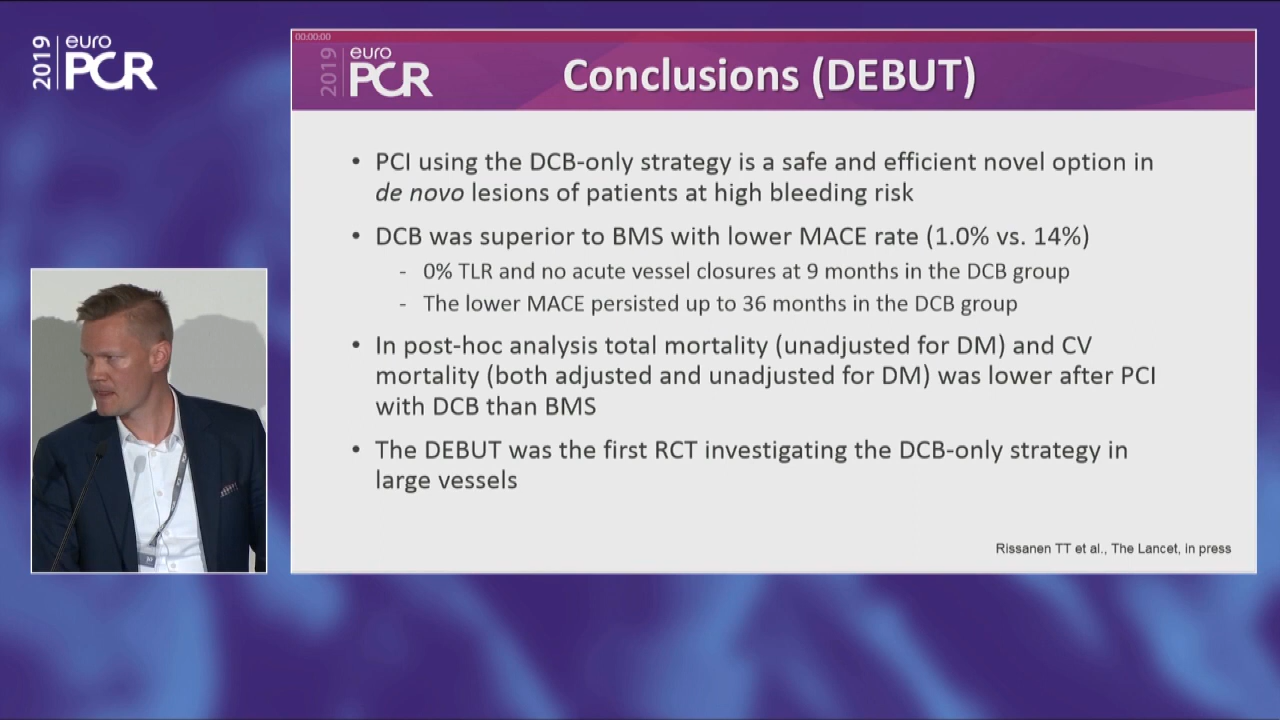 2019 euro PCR
00:00:00
2019 euro PCR
Conclusions (DEBUT)
• PCI using the DCB-only strategy is a safe and efficient novel option in
de novo lesions of patients at high bleeding risk
• DCB was superior to BMS with lower MACE rate (1.0% vs. 14%)
- 0% TLR and no acute vessel closures at 9 months in the DCB group
- The lower MACE persisted up to 36 months in the DCB group
• In post-hoc analysis total mortality (unadjusted for DM) and CV
mortality (both adjusted and unadjusted for DM) was lower after PCI
with DCB than BMS
• The DEBUT was the first RCT investigating the DCB-only strategy in
large vessels
Rissanen TT et al., The Lancet, in press